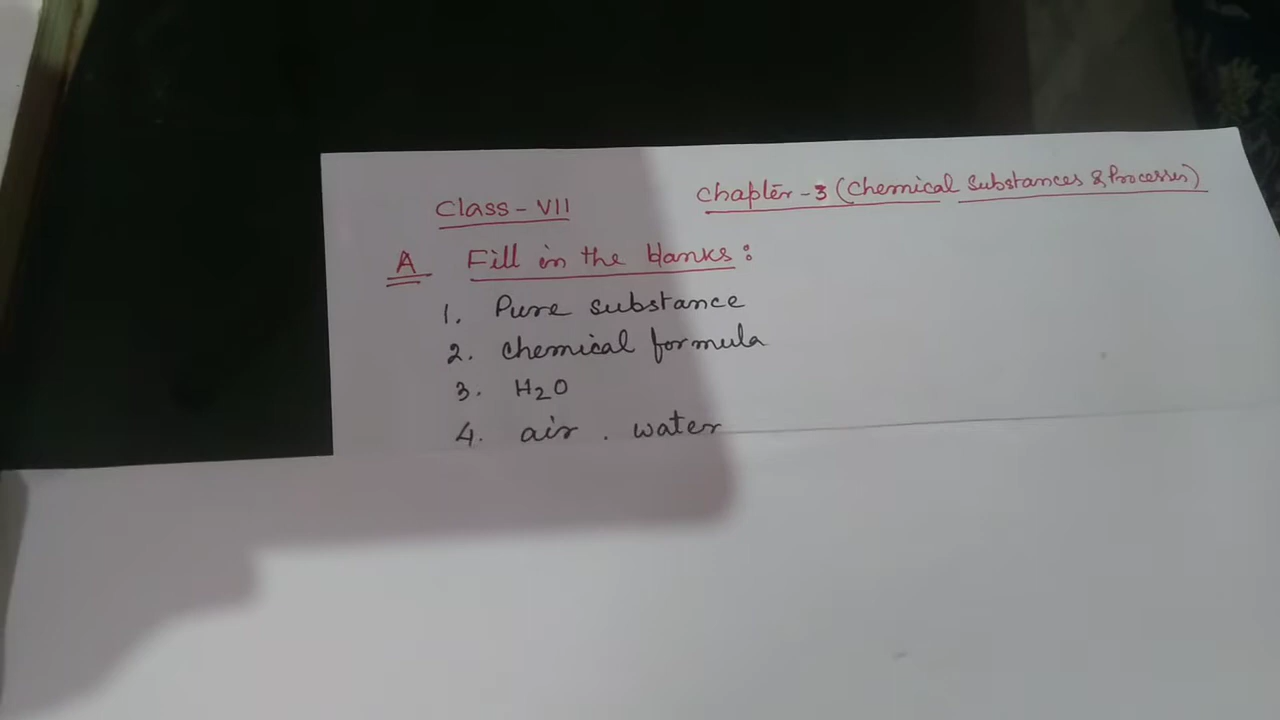 Class - VII
Chapter - 3 (Chemical Substances & Processes)
A Fill in the blanks :
1. Pure substance
2. Chemical formula
3. H2O
4. air . water